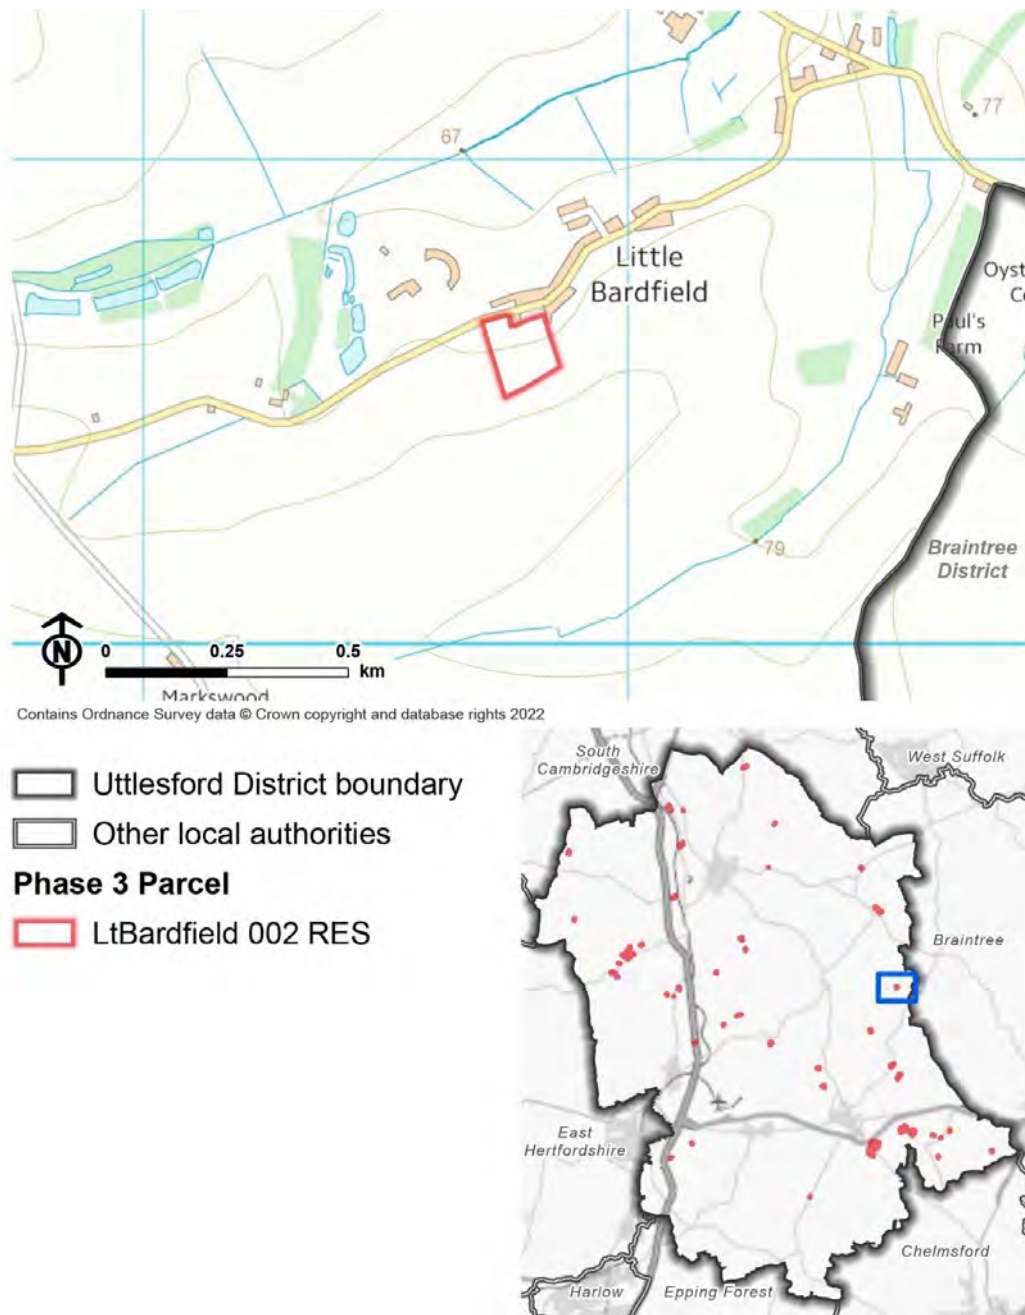 67
77
Little
Bardfield
Oyst
Co
Paul's
Farm
79
Braintree
District
N
0 0.25 0.5
km
Markswood
Contains Ordnance Survey data © Crown copyright and database rights 2022
Uttlesford District boundary
Other local authorities
Phase 3 Parcel
LtBardfield 002 RES
South
Cambridgeshire
West Suffolk
Braintree
East
Hertfordshire
Chelmsford
Harlow
Epping Forest